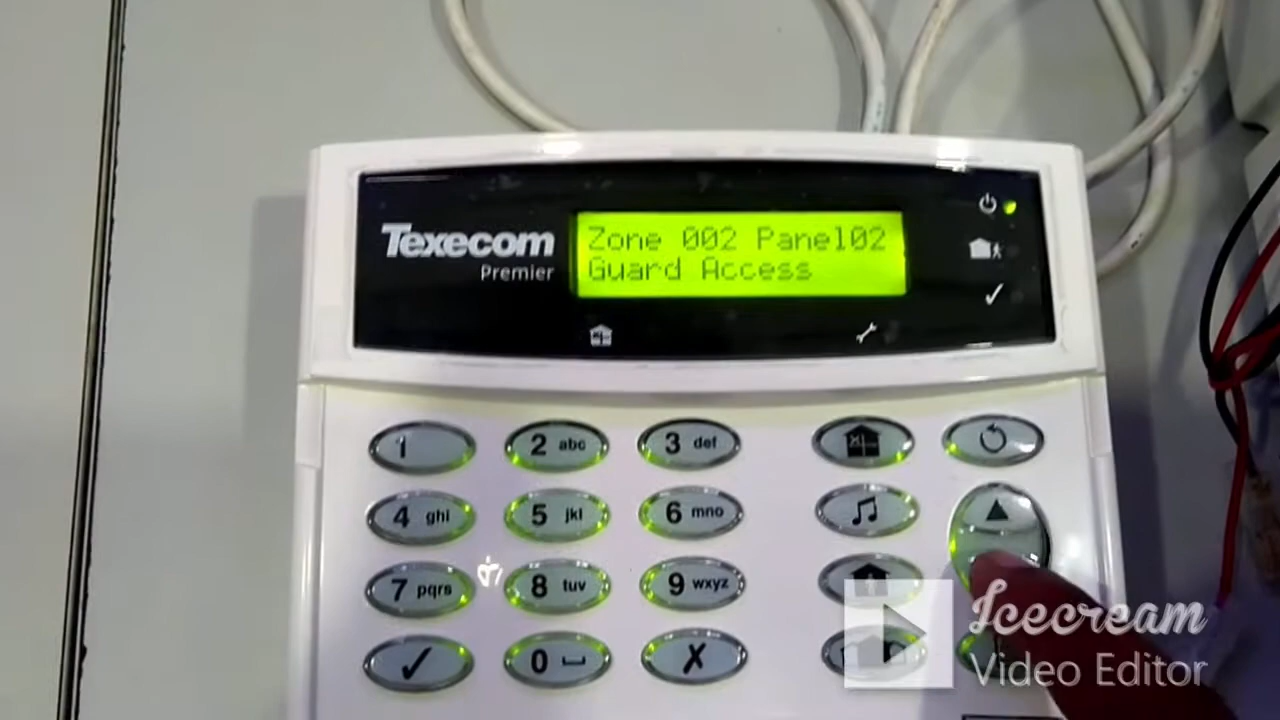 Texecom
Premier
Zone 002 Panel02
Guard Access
1
2 abc
3 def
4 ghi
5 jkl
6 mno
7 pqrs
8 tuv
9 wxyz
0
Icecream
Video Editor